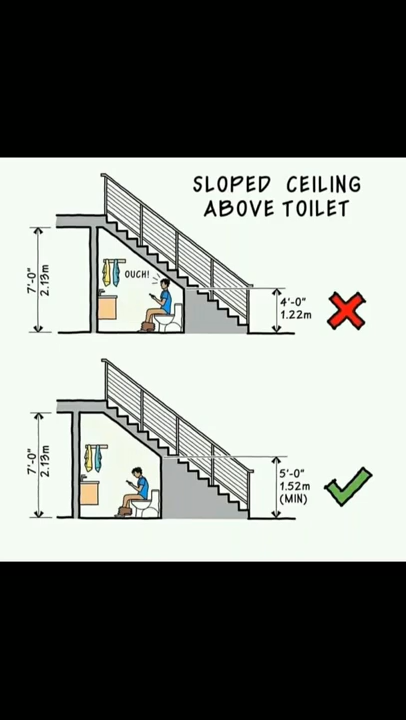 SLOPED CEILING
ABOVE TOILET
7'-0"
2.13m
OUCH!
4'-0"
1.22m
7'-0"
2.13m
5'-0"
1.52m
(MIN)